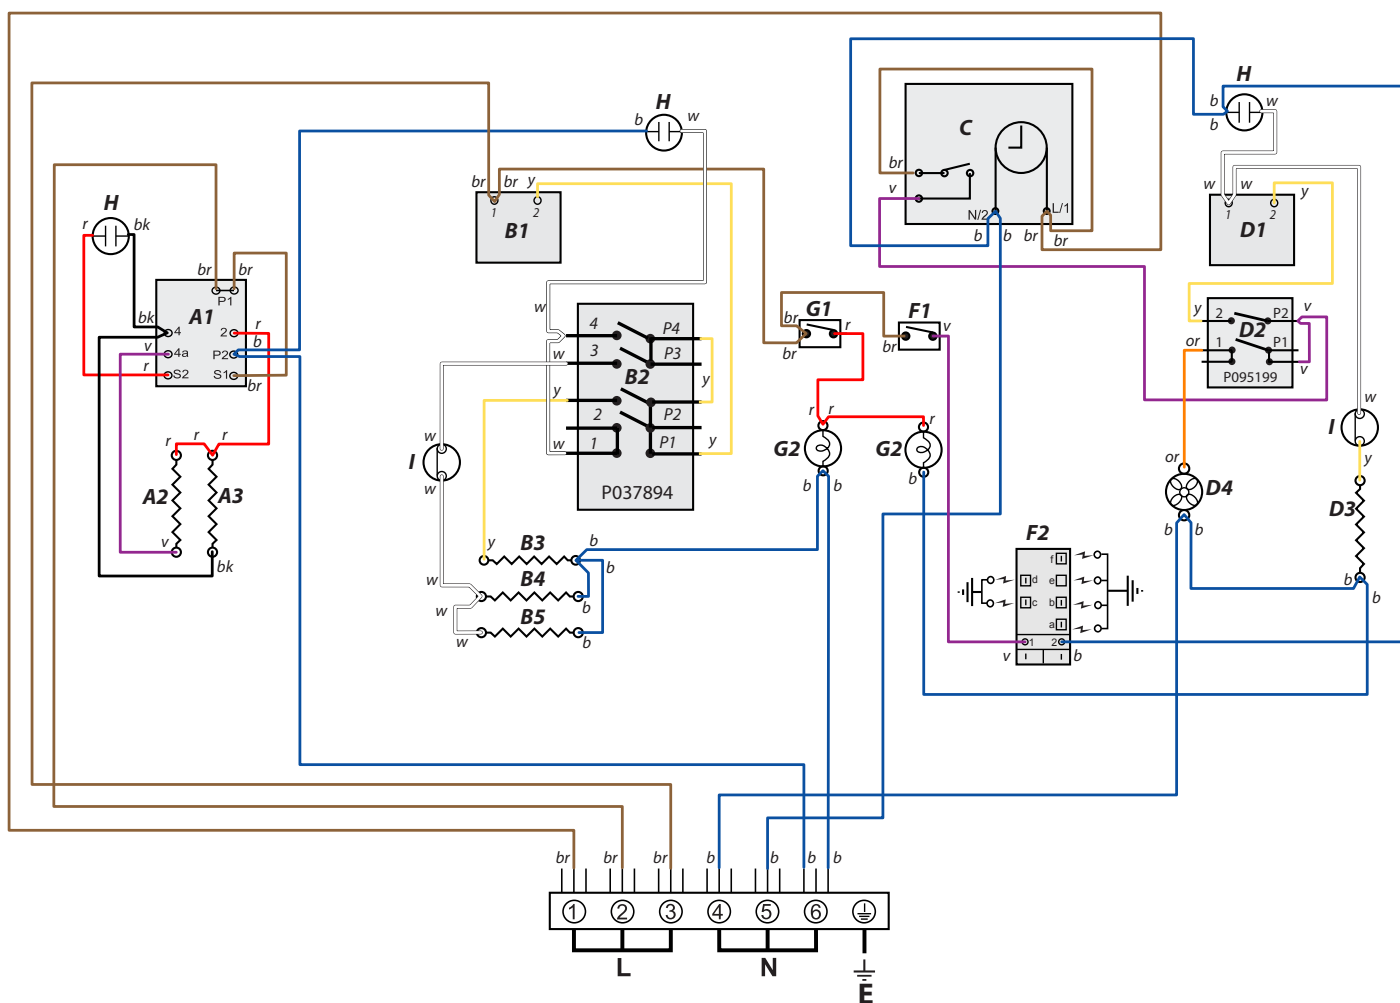 H
b
w
br
br
y
1
2
B1
C
br
v
N/2
L/1
b
b
br
br
H
b
b
w
w
w
y
1
2
D1
H
r
bk
br
br
P1
A1
bk
4
2
r
b
v
4a
P2
r
S2
S1
br
w
4
P4
w
3
P3
B2
y
y
2
P2
1
P1
w
y
P037894
br
G1
r
br
F1
br
v
y
2
P2
v
D2
or
1
P1
v
P095199
r
r
r
A2
A3
v
bk
w
I
w
r
r
r
G2
G2
b
b
b
w
I
y
or
D4
D3
b
b
b
b
y
B3
b
w
B4
b
w
b
B5
w
b
F2
f
d
e
c
b
a
1
2
v
b
br
br
br
b
b
b
b
1
2
3
4
5
6
L
N
E